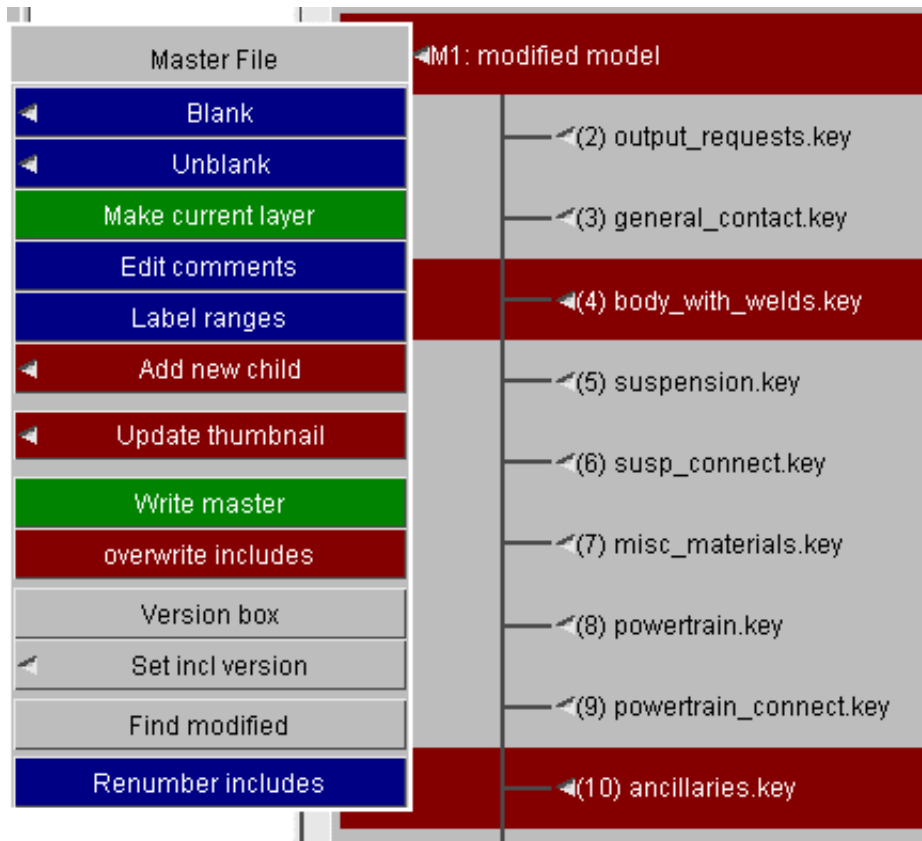 Master File
Blank
Unblank
Make current layer
Edit comments
Label ranges
Add new child
Update thumbnail
Write master
overwrite includes
Version box
Set incl version
Find modified
Renumber includes
M1: modified model
(2) output_requests.key
(3) general_contact.key
(4) body_with_welds.key
(5) suspension.key
(6) susp_connect.key
(7) misc_materials.key
(8) powertrain.key
(9) powertrain_connect.key
(10) ancillaries.key